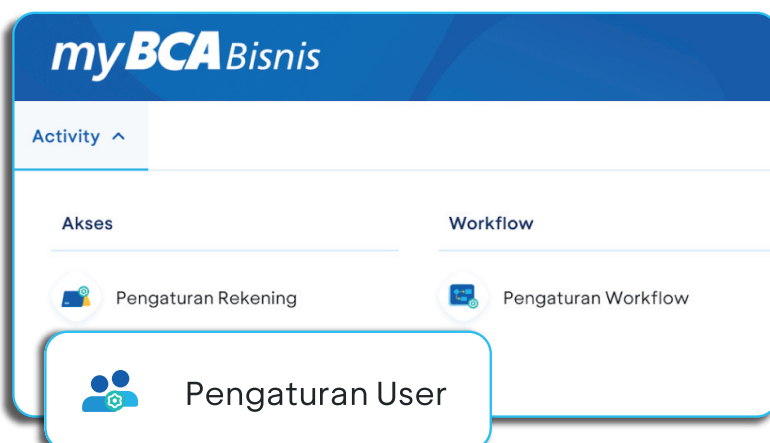 myBCA Bisnis
Activity
Akses
Workflow
Pengaturan Rekening
Pengaturan Workflow
Pengaturan User